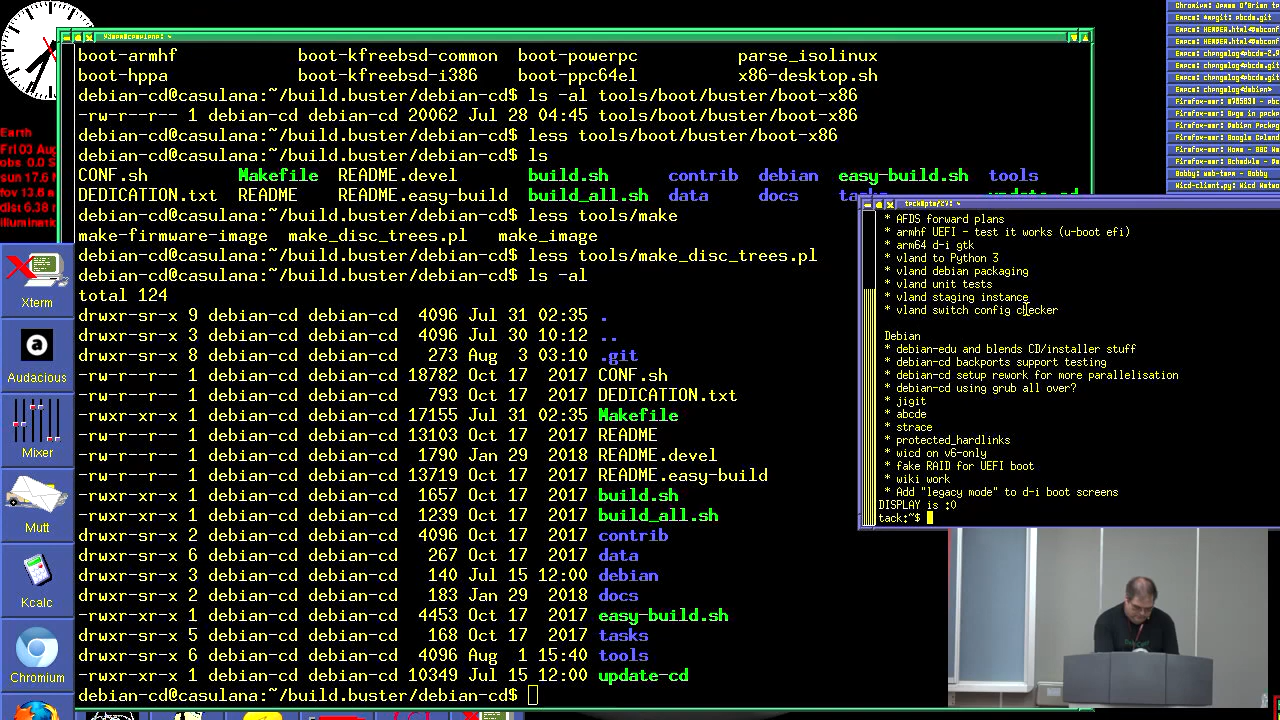 boot-armhf boot-kfreebsd-common boot-powerpc parse_isolinux
boot-hppa boot-kfreebsd-i386 boot-ppc64el x86-desktop.sh
debian-cd@casulana:~/build.buster/debian-cd$ ls -al tools/boot/buster/boot-x86
-rw-r--r-- 1 debian-cd debian-cd 20062 Jul 28 04:45 tools/boot/buster/boot-x86
debian-cd@casulana:~/build.buster/debian-cd$ less tools/boot/buster/boot-x86
debian-cd@casulana:~/build.buster/debian-cd$ ls
CONF.sh Makefile README.devel build.sh contrib debian easy-build.sh tools
DEDICATION.txt README README.easy-build build_all.sh data docs
debian-cd@casulana:~/build.buster/debian-cd$ less tools/make
make-firmware-image make_disc_trees.pl make_image
debian-cd@casulana:~/build.buster/debian-cd$ less tools/make_disc_trees.pl
debian-cd@casulana:~/build.buster/debian-cd$ ls -al
total 124
drwxr-sr-x 9 debian-cd debian-cd 4096 Jul 31 02:35 .
drwxr-sr-x 3 debian-cd debian-cd 4096 Jul 30 10:12 ..
drwxr-sr-x 8 debian-cd debian-cd 273 Aug 3 03:10 .git
-rw-r--r-- 1 debian-cd debian-cd 18782 Oct 17 2017 CONF.sh
-rw-r--r-- 1 debian-cd debian-cd 793 Oct 17 2017 DEDICATION.txt
-rwxr-xr-x 1 debian-cd debian-cd 17155 Jul 31 02:35 Makefile
-rw-r--r-- 1 debian-cd debian-cd 13103 Oct 17 2017 README
-rw-r--r-- 1 debian-cd debian-cd 1790 Jan 29 2018 README.devel
-rw-r--r-- 1 debian-cd debian-cd 13719 Oct 17 2017 README.easy-build
-rwxr-xr-x 1 debian-cd debian-cd 1657 Oct 17 2017 build.sh
-rwxr-xr-x 1 debian-cd debian-cd 1239 Oct 17 2017 build_all.sh
drwxr-sr-x 2 debian-cd debian-cd 4096 Oct 17 2017 contrib
drwxr-sr-x 6 debian-cd debian-cd 267 Oct 17 2017 data
drwxr-sr-x 3 debian-cd debian-cd 140 Jul 15 12:00 debian
drwxr-sr-x 2 debian-cd debian-cd 183 Jan 29 2018 docs
-rwxr-xr-x 1 debian-cd debian-cd 4453 Oct 17 2017 easy-build.sh
drwxr-sr-x 5 debian-cd debian-cd 168 Oct 17 2017 tasks
drwxr-sr-x 6 debian-cd debian-cd 4096 Aug 1 15:40 tools
-rwxr-xr-x 1 debian-cd debian-cd 10349 Jul 15 12:00 update-cd
debian-cd@casulana:~/build.buster/debian-cd$
* AFDS forward plans
* armhf UEFI - test it works (u-boot efi)
* arm64 d-i gtk
* vland to Python 3
* vland debian packaging
* vland unit tests
* vland staging instance
* vland switch config checker
Debian
* debian-edu and blends CD/installer stuff
* debian-cd backports support testing
* debian-cd setup rework for more parallelisation
* debian-cd using grub all over?
* jigit
* abcde
* strace
* protected_hardlinks
* wicd on v6-only
* fake RAID for UEFI boot
* wiki work
* Add "legacy mode" to d-i boot screens
DISPLAY is :0
tack:~$
Earth
Xterm
Audacious
Mixer
Mutt
Kcalc
Chromium